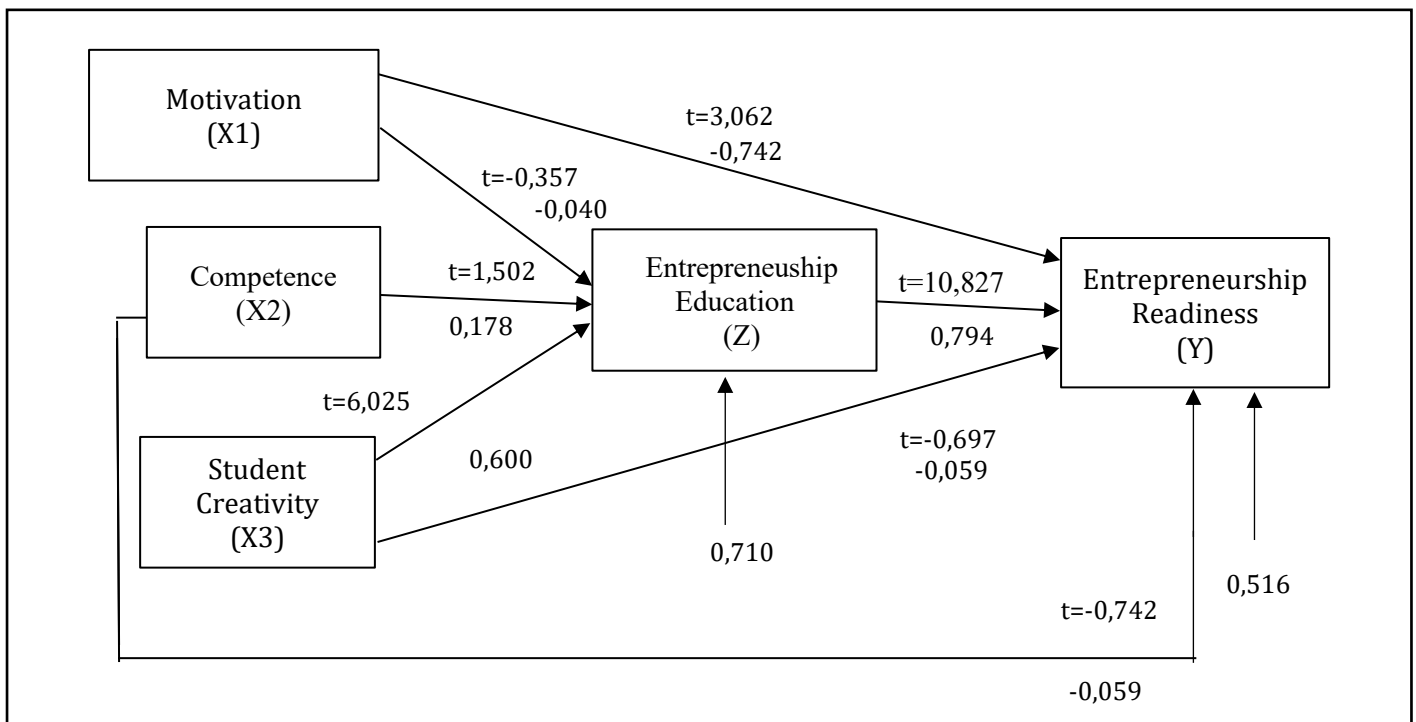 Motivation
(X1)
t=3,062
-0,742
t=-0,357
-0,040
Competence
(X2)
t=1,502
0,178
Entrepreneuship
Education
(Z)
t=10,827
0,794
Entrepreneurship
Readiness
(Y)
t=6,025
Student
Creativity
(X3)
0,600
t=-0,697
-0,059
0,710
0,516
t=-0,742
-0,059